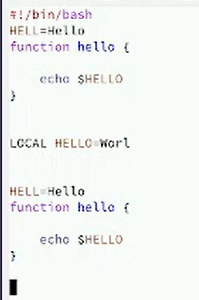 #!/bin/bash
HELL=Hello
function hello {
echo $HELLO
}
LOCAL HELLO=Worl
HELL=Hello
function hello {
echo $HELLO
}